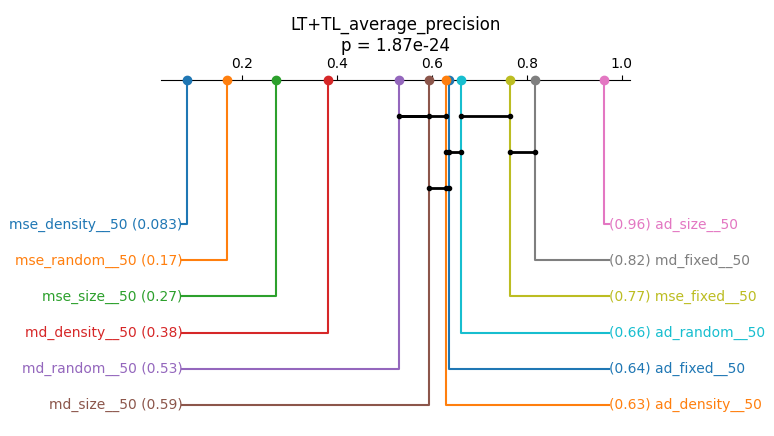 LT+TL_average_precision
p = 1.87e-24
0.2 0.4 0.6 0.8 1.0
mse_density__50 (0.083) (0.96) ad_size__50
mse_random__50 (0.17) (0.82) md_fixed__50
mse_size__50 (0.27) (0.77) mse_fixed__50
md_density__50 (0.38) (0.66) ad_random__50
md_random__50 (0.53) (0.64) ad_fixed__50
md_size__50 (0.59) (0.63) ad_density__50